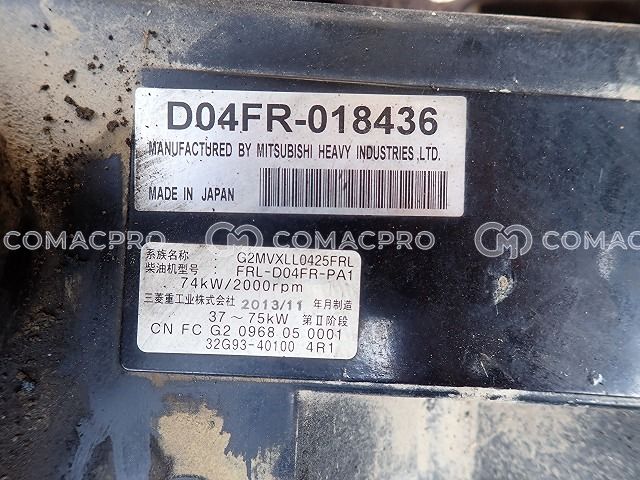 D04FR-018436
MANUFACTURED BY MITSUBISHI HEAVY INDUSTRIES,LTD.
MADE IN JAPAN
COMACPRO COMACPRO COMACPRO
系族名称 : G2MVXLL0425FRL
柴油机型号 : FRL-D04FR-PA1
74kW/2000rpm
三菱重工业株式会社 2013/11 年月制造
37～75kW 第Ⅱ阶段
CN FC G2 0968 05 0001
32G93-40100 4R1